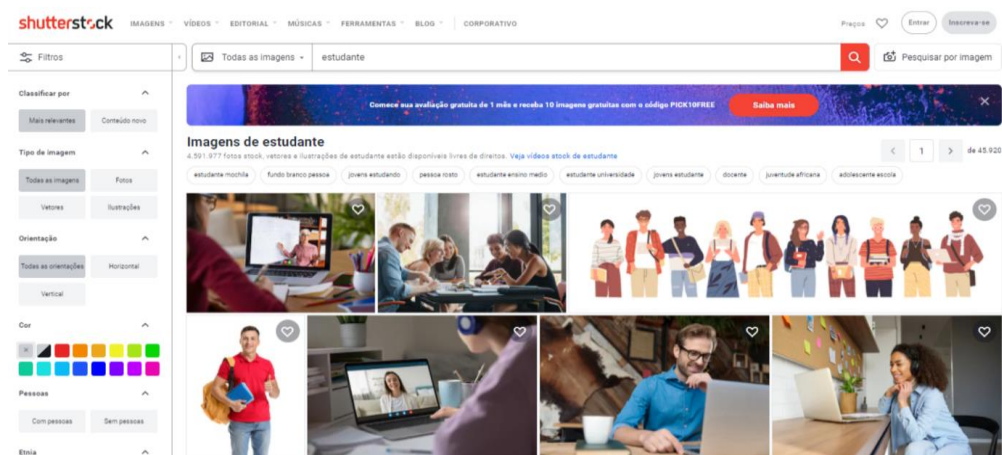 shutterstock
IMAGENS VÍDEOS EDITORIAL MÚSICAS FERRAMENTAS BLOG CORPORATIVO
Preços Entrar Inscreva-se
Filtros
Todas as imagens estudante
Pesquisar por imagem
Comece sua avaliação gratuita de 1 mês e receba 10 imagens gratuitas com o código PICK10FREE Saiba mais
Classificar por
Mais relevantes Conteúdo novo
Tipo de imagem
Todas as imagens Fotos
Vetores Ilustrações
Orientação
Todas as orientações Horizontal
Vertical
Cor
Pessoas
Com pessoas Sem pessoas
Etnia
Imagens de estudante
4.591.977 fotos stock, vetores e ilustrações de estudante estão disponíveis livres de direitos. Veja vídeos stock de estudante
1 de 45.920
estudante mochila fundo branco pessoa jovens estudando pessoa rosto estudante ensino medio estudante universidade jovens estudante docente juventude africana adolescente escola